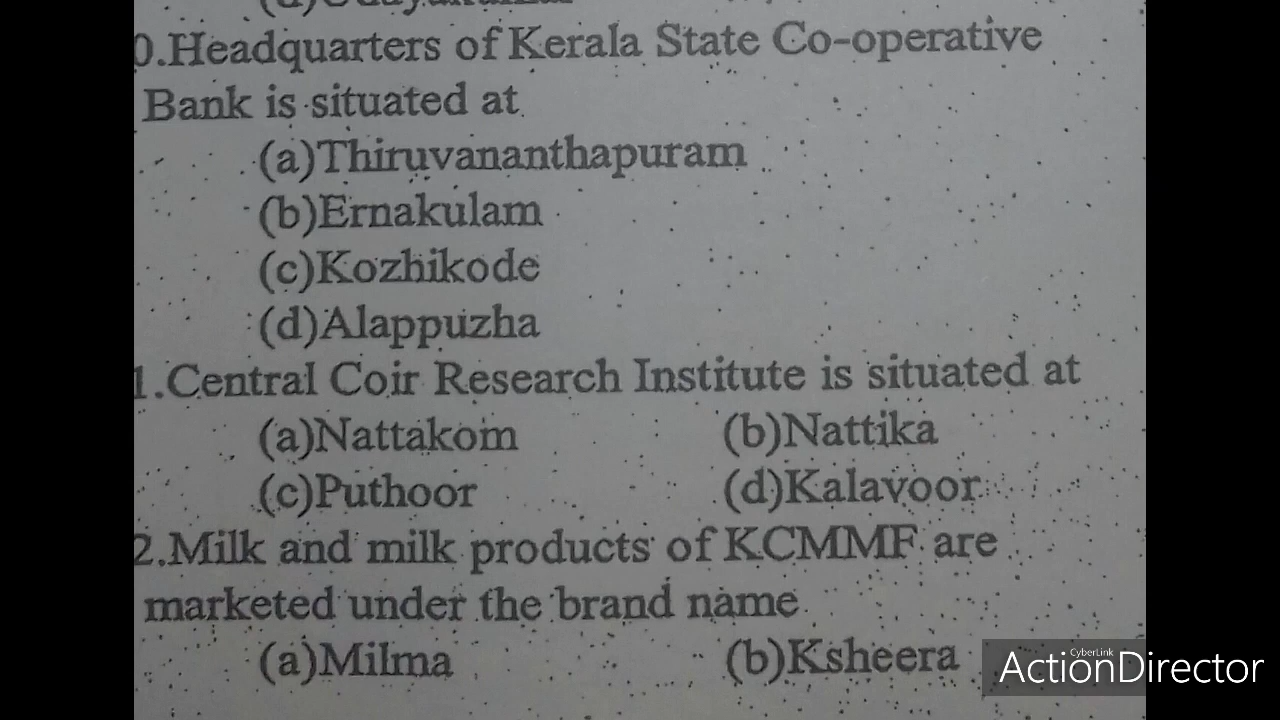 0.Headquarters of Kerala State Co-operative
Bank is situated at
(a)Thiruvananthapuram
(b)Ernakulam
(c)Kozhikode
(d)Alappuzha
1.Central Coir Research Institute is situated at
(a)Nattakom (b)Nattika
(c)Puthoor (d)Kalavoor
2.Milk and milk products of KCMMF are
marketed under the brand name
(a)Milma (b)Ksheera
CyberLink
ActionDirector